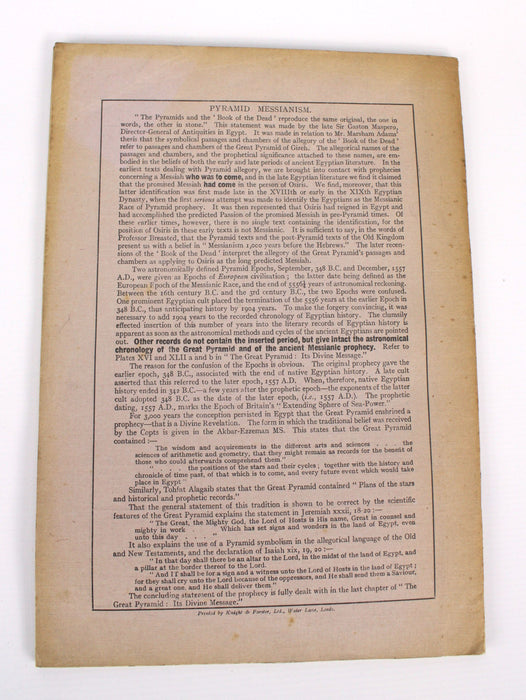 PYRAMID MESSIANISM.
"The Pyramids and the 'Book of the Dead' reproduce the same original, the one in
words, the other in stone." This statement was made by the late Sir Gaston Maspero,
Director-General of Antiquities in Egypt. It was made in relation to Mr. Marsham Adams'
thesis that the symbolical passages and chambers of the allegory of the 'Book of the Dead'
refer to passages and chambers of the Great Pyramid of Gizeh. The allegorical names of the
passages and chambers, and the prophetical significance attached to these names, are em-
bodied in the beliefs of both the early and late periods of ancient Egyptian literature. In the
earliest texts dealing with Pyramid allegory, we are brought into contact with prophecies
concerning a Messiah who was to come, and in the late Egyptian literature we find it claimed
that the promised Messiah had come in the person of Osiris. We find, moreover, that this
latter identification was first made late in the XVIIIth or early in the XIXth Egyptian
Dynasty, when the first serious attempt was made to identify the Egyptians as the Messianic
Race of Pyramid prophecy. It was then represented that Osiris had reigned in Egypt and
had accomplished the predicted Passion of the promised Messiah in pre-Pyramid times. Of
these earlier times, however, there is no single text containing the identification, for the
position of Osiris in these early texts is not Messianic. It is sufficient to say, in the words of
Professor Breasted, that the Pyramid texts and the post-Pyramid texts of the Old Kingdom
present us with a belief in "Messianism 1,000 years before the Hebrews." The later recen-
sions of the 'Book of the Dead' interpret the allegory of the Great Pyramid's passages and
chambers as applying to Osiris as the long predicted Messiah.
Two astronomically defined Pyramid Epochs, September, 348 B.C. and December, 1557
A.D., were given as Epochs of European civilisation; the latter date being defined as the
European Epoch of the Messianic Race, and the end of 5556¼ years of astronomical reckoning.
Between the 16th century B.C. and the 3rd century B.C., the two Epochs were confused.
One prominent Egyptian cult placed the termination of the 5556 years at the earlier Epoch in
348 B.C., thus anticipating history by 1904 years. To make the forgery convincing, it was
necessary to add 1904 years to the recorded chronology of Egyptian history. The clumsily
effected insertion of this number of years into the literary records of Egyptian history is
apparent as soon as the astronomical methods and cycles of the ancient Egyptians are pointed
out. Other records do not contain the inserted period, but give intact the astronomical
chronology of the Great Pyramid and of the ancient Messianic prophecy. Refer to
Plates XVI and XLII a and b in "The Great Pyramid: Its Divine Message."
The reason for the confusion of the Epochs is obvious. The original prophecy gave the
earlier epoch, 348 B.C., associated with the end of native Egyptian history. A late cult
asserted that this referred to the later epoch, 1557 A.D. When, therefore, native Egyptian
history ended in 342 B.C.—a few years after the prophetic epoch—the exponents of the latter
cult adopted 348 B.C. as the date of the later epoch, (i.e., 1557 A.D.). The prophetic
dating, 1557 A.D., marks the Epoch of Britain's "Extending Sphere of Sea-Power."
For 3,000 years the conception persisted in Egypt that the Great Pyramid enshrined a
prophecy—that is a Divine Revelation. The form in which the traditional belief was received
by the Copts is given in the Akbar-Ezeman MS. This states that the Great Pyramid
contained:—
The wisdom and acquirements in the different arts and sciences . . . . the
sciences of arithmetic and geometry, that they might remain as records for the benefit of
those who could afterwards comprehend them."
" . . . . the positions of the stars and their cycles; together with the history and
chronicle of time past, of that which is to come, and every future event which would take
place in Egypt."
Similarly, Tohfat Alagaib states that the Great Pyramid contained "Plans of the stars
and historical and prophetic records."
That the general statement of this tradition is shown to be correct by the scientific
features of the Great Pyramid explains the statement in Jeremiah xxxii, 18-20:—
"The Great, the Mighty God, the Lord of Hosts is His name, Great in counsel and
mighty in work . . . Which has set signs and wonders in the land of Egypt, even
unto this day . . . . "
It also explains the use of a Pyramid symbolism in the allegorical language of the Old
and New Testaments, and the declaration of Isaiah xix, 19, 20:—
"In that day shall there be an altar to the Lord, in the midst of the land of Egypt, and
a pillar at the border thereof to the Lord.
"And IT shall be for a sign and a witness unto the Lord of Hosts in the land of Egypt;
for they shall cry unto the Lord because of the oppressors, and He shall send them a Saviour,
and a great one, and He shall deliver them."
The concluding statement of the prophecy is fully dealt with in the last chapter of "The
Great Pyramid: Its Divine Message."
Printed by Knight & Forster, Ltd., Water Lane, Leeds.